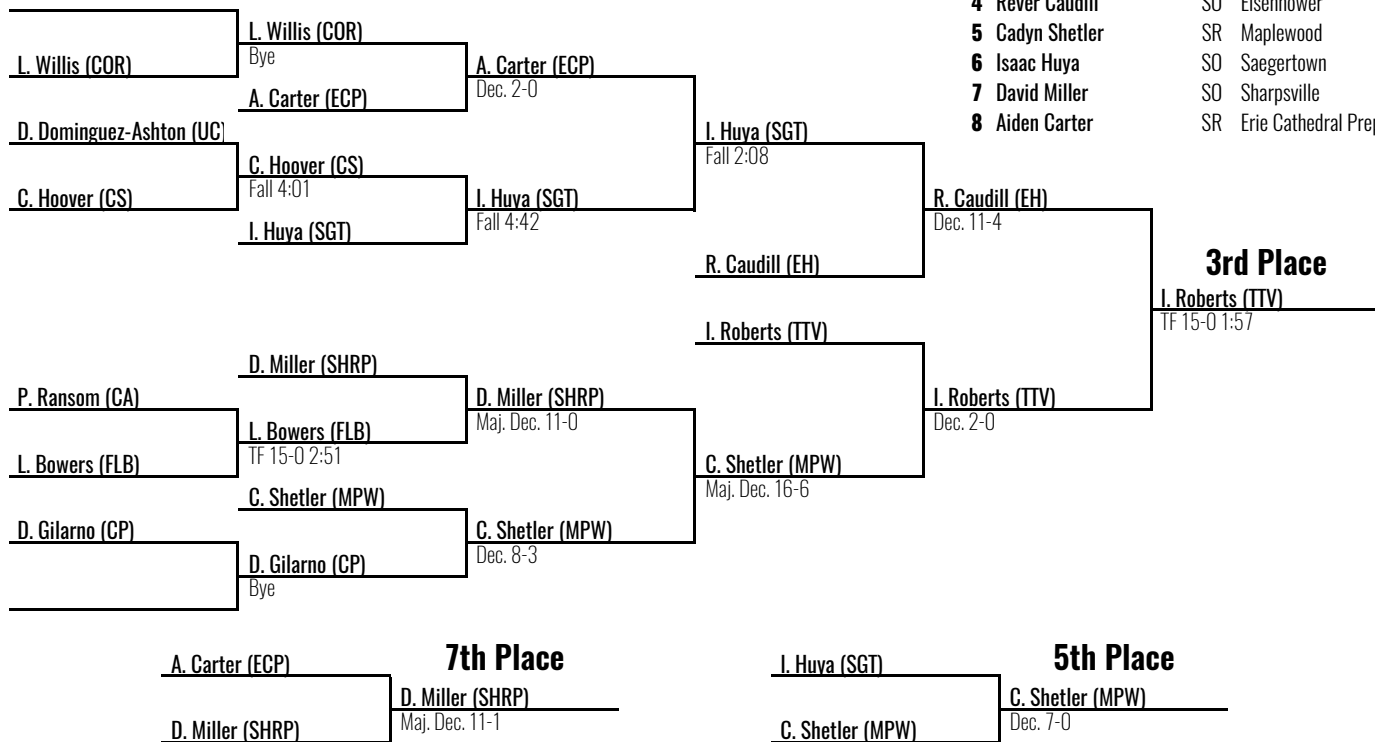 4 Rever Caudill SO Eisenhower
5 Cadyn Shetler SR Maplewood
6 Isaac Huya SO Saegertown
7 David Miller SO Sharpsville
8 Aiden Carter SR Erie Cathedral Prep
L. Willis (COR)
Bye
L. Willis (COR)
A. Carter (ECP)
Dec. 2-0
A. Carter (ECP)
D. Dominguez-Ashton (UC)
I. Huya (SGT)
Fall 2:08
C. Hoover (CS)
Fall 4:01
C. Hoover (CS)
I. Huya (SGT)
Fall 4:42
R. Caudill (EH)
Dec. 11-4
I. Huya (SGT)
R. Caudill (EH)
3rd Place
I. Roberts (TTV)
TF 15-0 1:57
I. Roberts (TTV)
D. Miller (SHRP)
P. Ransom (CA)
D. Miller (SHRP)
Maj. Dec. 11-0
I. Roberts (TTV)
Dec. 2-0
L. Bowers (FLB)
TF 15-0 2:51
L. Bowers (FLB)
C. Shetler (MPW)
Maj. Dec. 16-6
C. Shetler (MPW)
D. Gilarno (CP)
C. Shetler (MPW)
Dec. 8-3
D. Gilarno (CP)
Bye
7th Place
A. Carter (ECP)
D. Miller (SHRP)
Maj. Dec. 11-1
D. Miller (SHRP)
5th Place
I. Huya (SGT)
C. Shetler (MPW)
Dec. 7-0
C. Shetler (MPW)